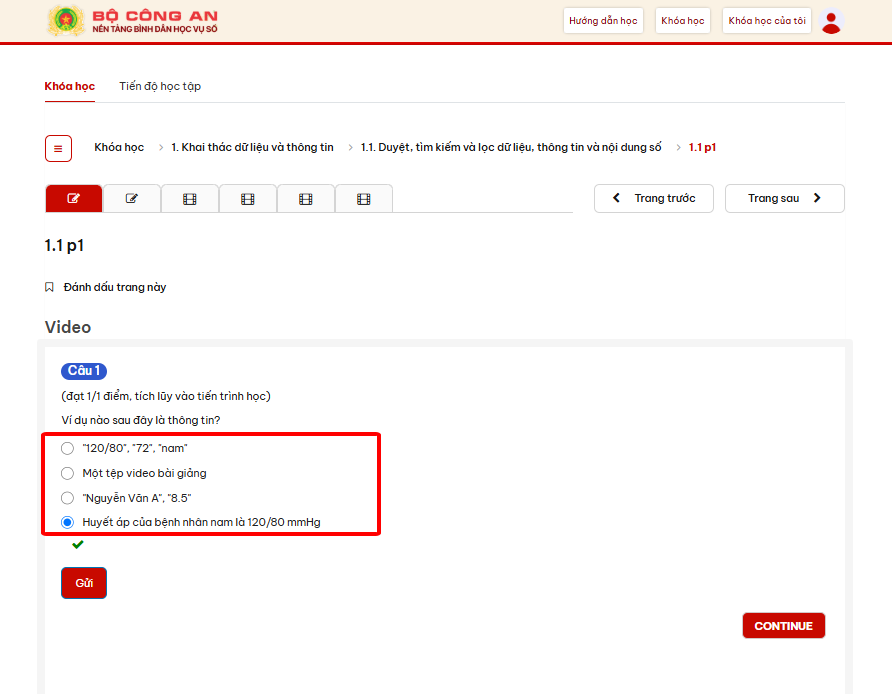 BỘ CÔNG AN
NỀN TẢNG BÌNH DÂN HỌC VỤ SỐ
Hướng dẫn học
Khóa học
Khóa học của tôi
Khóa học
Tiến độ học tập
Khóa học > 1. Khai thác dữ liệu và thông tin > 1.1. Duyệt, tìm kiếm và lọc dữ liệu, thông tin và nội dung số > 1.1 p1
Trang trước
Trang sau
1.1 p1
Đánh dấu trang này
Video
Câu 1
(đạt 1/1 điểm, tích lũy vào tiến trình học)
Ví dụ nào sau đây là thông tin?
"120/80", "72", "nam"
Một tệp video bài giảng
"Nguyễn Văn A", "8.5"
Huyết áp của bệnh nhân nam là 120/80 mmHg
Gửi
CONTINUE